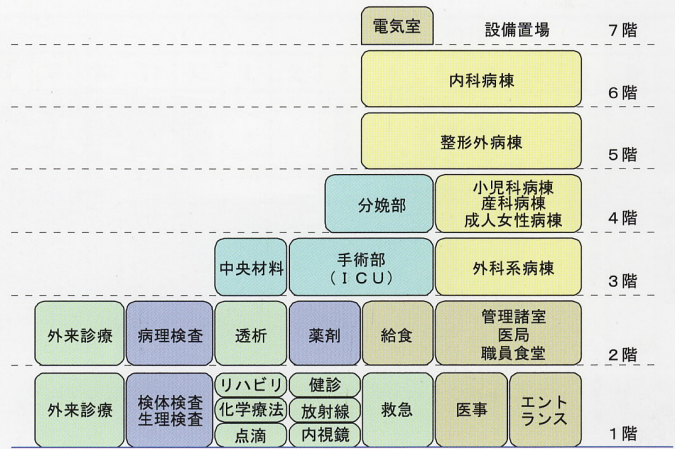 電気室 設備置場 7階
内科病棟
6階
整形外病棟
5階
分娩部
小児科病棟
産科病棟
成人女性病棟
4階
中央材料
手術部
(ICU)
外科系病棟
3階
外来診療 病理検査 透析 薬剤 給食
管理諸室
医局
職員食堂
2階
外来診療
検体検査
生理検査
リハビリ
化学療法
点滴
健診
放射線
内視鏡
救急
医事
エント
ランス
1階